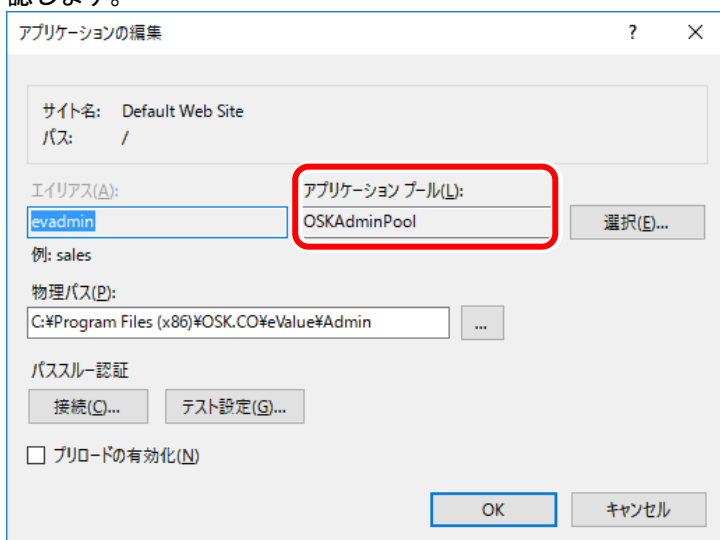 認します。
アプリケーションの編集 ? ×
サイト名: Default Web Site
パス: /
エイリアス(A): アプリケーション プール(L):
evadmin OSKAdminPool 選択(E)...
例: sales
物理パス(P):
C:¥Program Files (x86)¥OSK.CO¥eValue¥Admin ...
パススルー認証
接続(C)... テスト設定(G)...
プリロードの有効化(N)
OK キャンセル